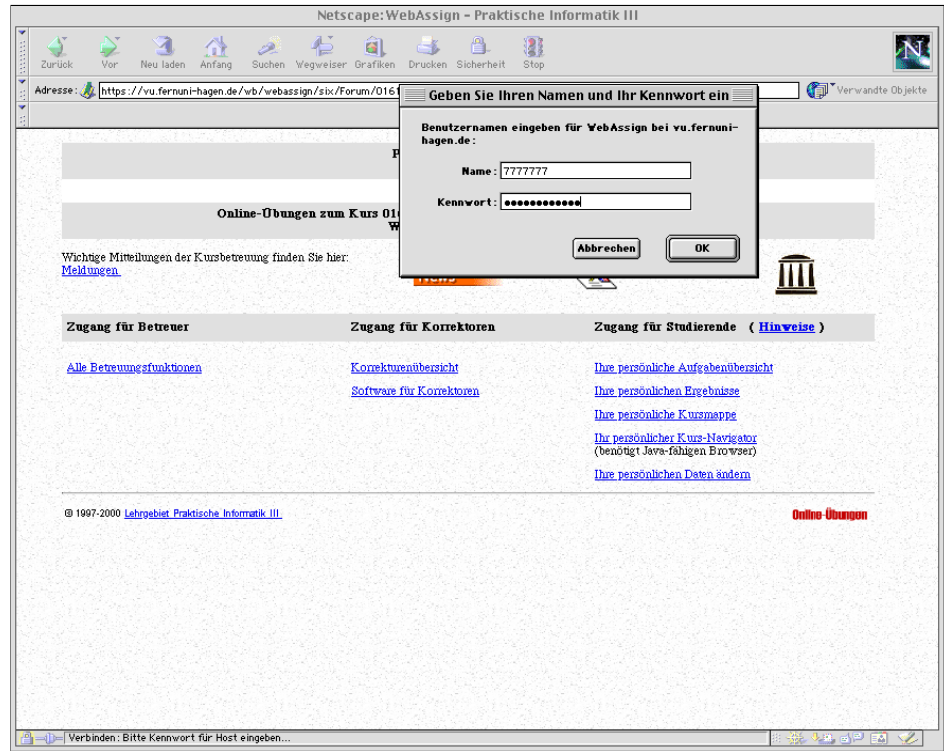 Netscape: WebAssign - Praktische Informatik III
Zurück Vor Neu laden Anfang Suchen Wegweiser Grafiken Drucken Sicherheit Stop
N
Adresse: https://vu.fernuni-hagen.de/wb/webassign/six/Forum/0161 Verwandte Objekte
Geben Sie Ihren Namen und Ihr Kennwort ein
Benutzernamen eingeben für WebAssign bei vu.fernuni-
hagen.de:
Name: 7777777
Kennwort: ●●●●●●●●●●●●
Abbrechen OK
P
Online-Übungen zum Kurs 01
W
Wichtige Mitteilungen der Kursbetreuung finden Sie hier:
Meldungen
Zugang für Betreuer Zugang für Korrektoren Zugang für Studierende ( Hinweise )
Alle Betreuungsfunktionen Korrekturenübersicht Ihre persönliche Aufgabenübersicht
Software für Korrektoren Ihre persönlichen Ergebnisse
Ihre persönliche Kursmappe
Ihr persönlicher Kurs-Navigator
(benötigt Java-fähigen Browser)
Ihre persönlichen Daten ändern
© 1997-2000 Lehrgebiet Praktische Informatik III Online-Übungen
Verbinden: Bitte Kennwort für Host eingeben...